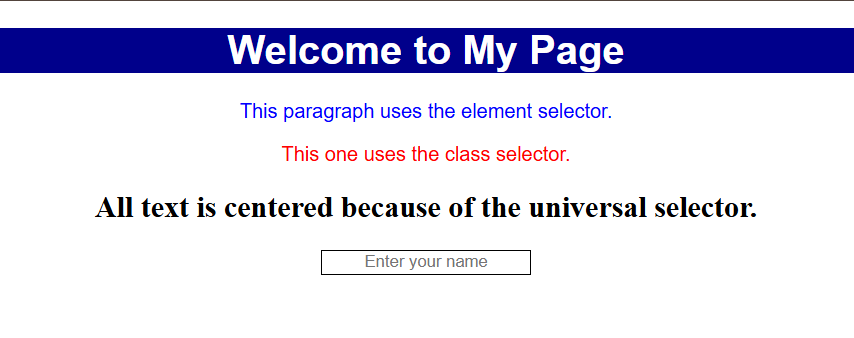 Welcome to My Page
This paragraph uses the element selector.
This one uses the class selector.
All text is centered because of the universal selector.
Enter your name